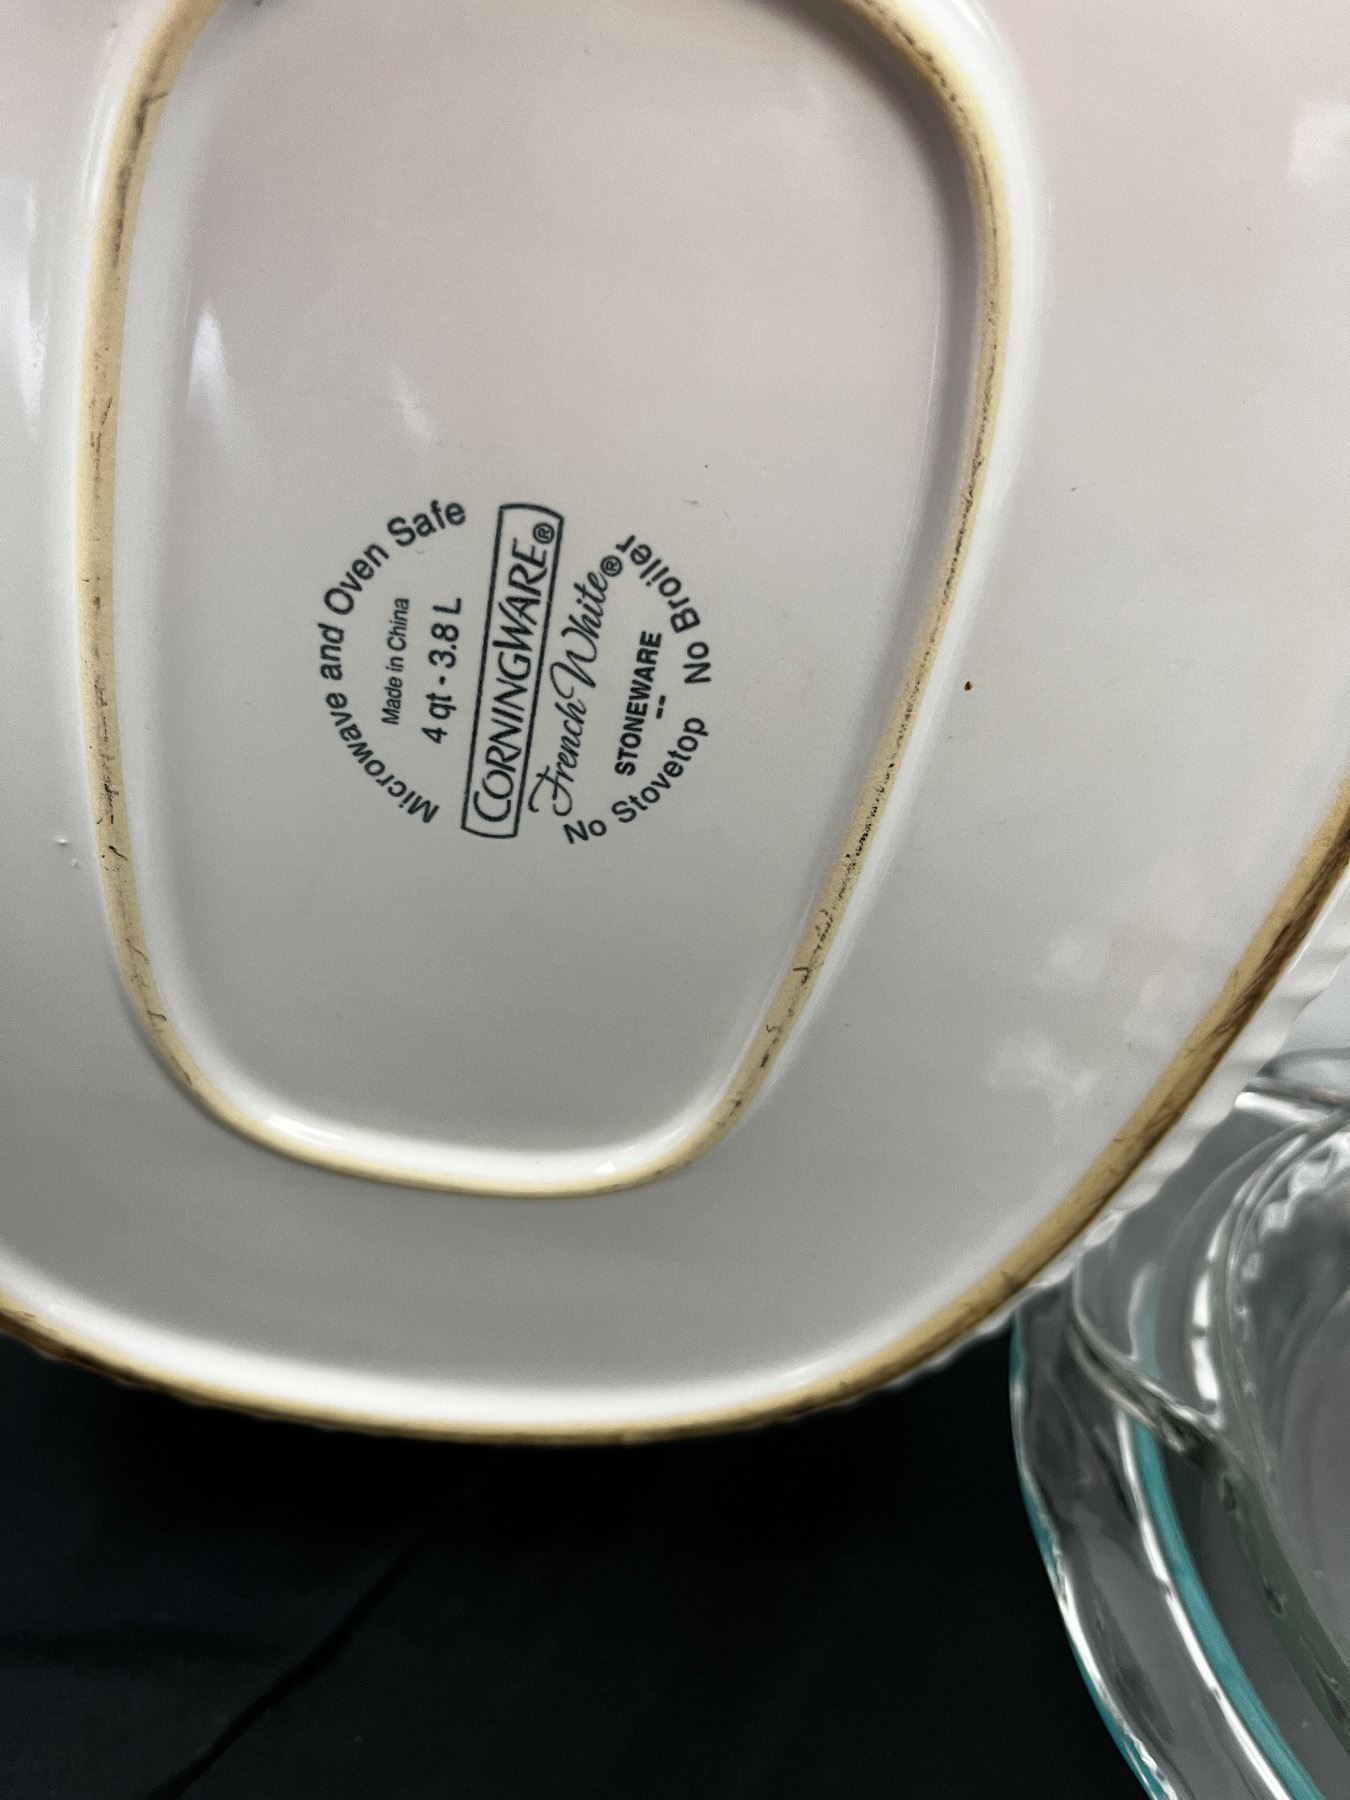 Microwave and Oven Safe
Made in China
4 qt - 3.8 L
CORNINGWARE®
French White®
STONEWARE
--
No Stovetop No Broiler